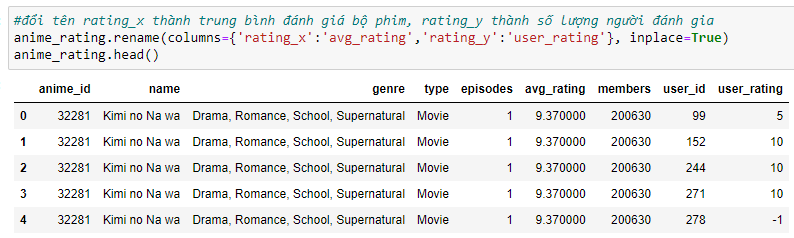 #đổi tên rating_x thành trung bình đánh giá bộ phim, rating_y thành số lượng người đánh gia
anime_rating.rename(columns={'rating_x':'avg_rating','rating_y':'user_rating'}, inplace=True)
anime_rating.head()
anime_id name genre type episodes avg_rating members user_id user_rating
0 32281 Kimi no Na wa Drama, Romance, School, Supernatural Movie 1 9.370000 200630 99 5
1 32281 Kimi no Na wa Drama, Romance, School, Supernatural Movie 1 9.370000 200630 152 10
2 32281 Kimi no Na wa Drama, Romance, School, Supernatural Movie 1 9.370000 200630 244 10
3 32281 Kimi no Na wa Drama, Romance, School, Supernatural Movie 1 9.370000 200630 271 10
4 32281 Kimi no Na wa Drama, Romance, School, Supernatural Movie 1 9.370000 200630 278 -1